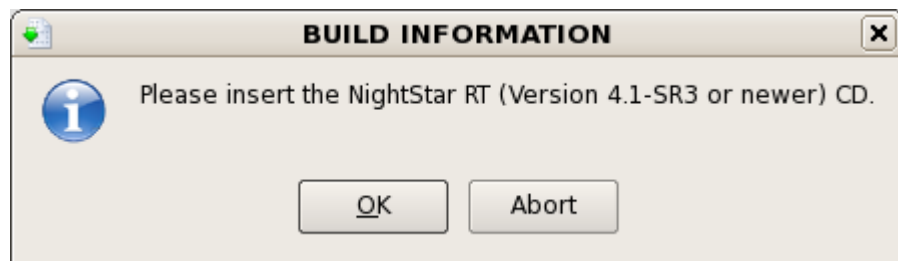 BUILD INFORMATION
Please insert the NightStar RT (Version 4.1-SR3 or newer) CD.
OK
Abort